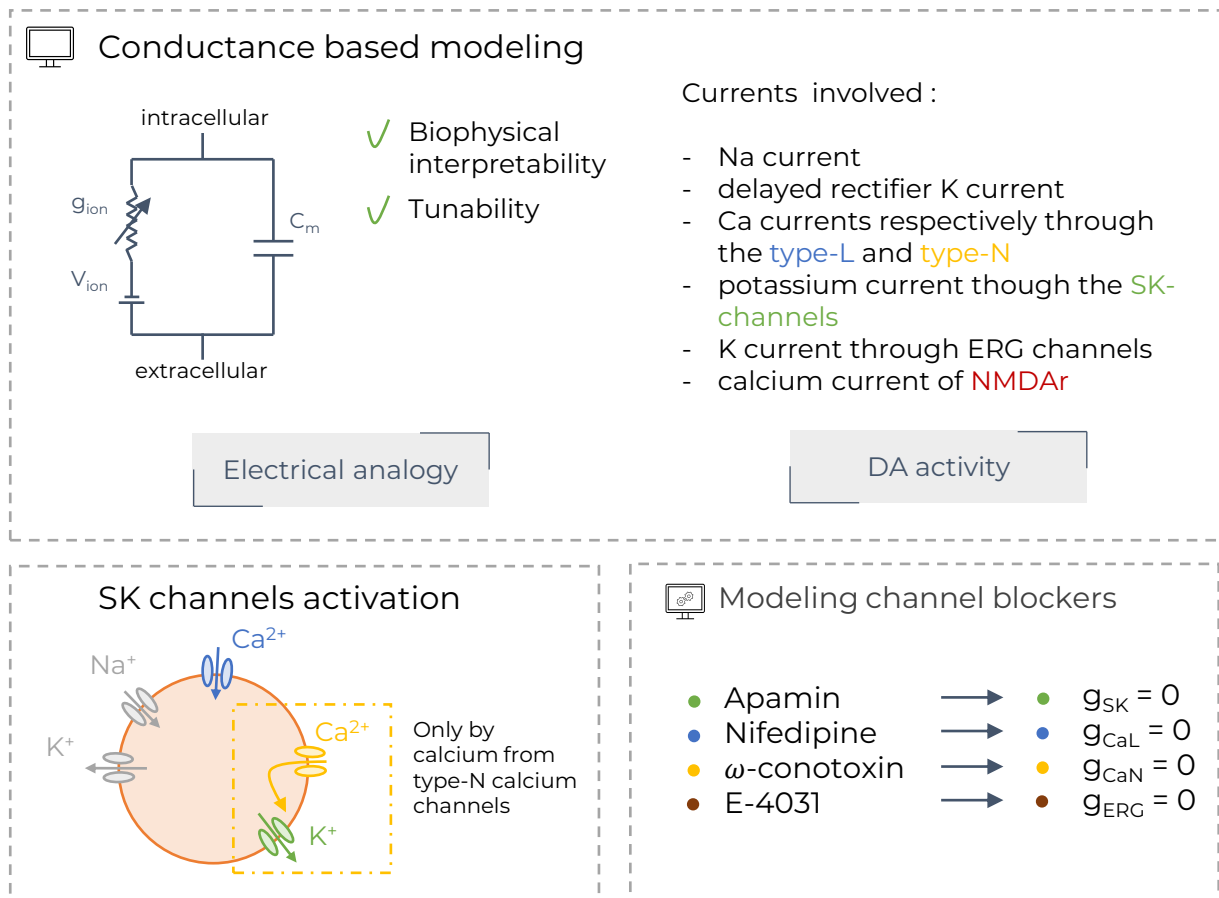 Conductance based modeling
intracellular
g_ion
V_ion
C_m
extracellular
Biophysical
interpretability
Tunability
Electrical analogy
Currents involved :
- Na current
- delayed rectifier K current
- Ca currents respectively through
the type-L and type-N
- potassium current though the SK-
channels
- K current through ERG channels
- calcium current of NMDAr
DA activity
SK channels activation
Ca²⁺
Na⁺
K⁺
Ca²⁺
K⁺
Only by
calcium from
type-N calcium
channels
Modeling channel blockers
• Apamin → • g_SK = 0
• Nifedipine → • g_CaL = 0
• ω-conotoxin → • g_CaN = 0
• E-4031 → • g_ERG = 0